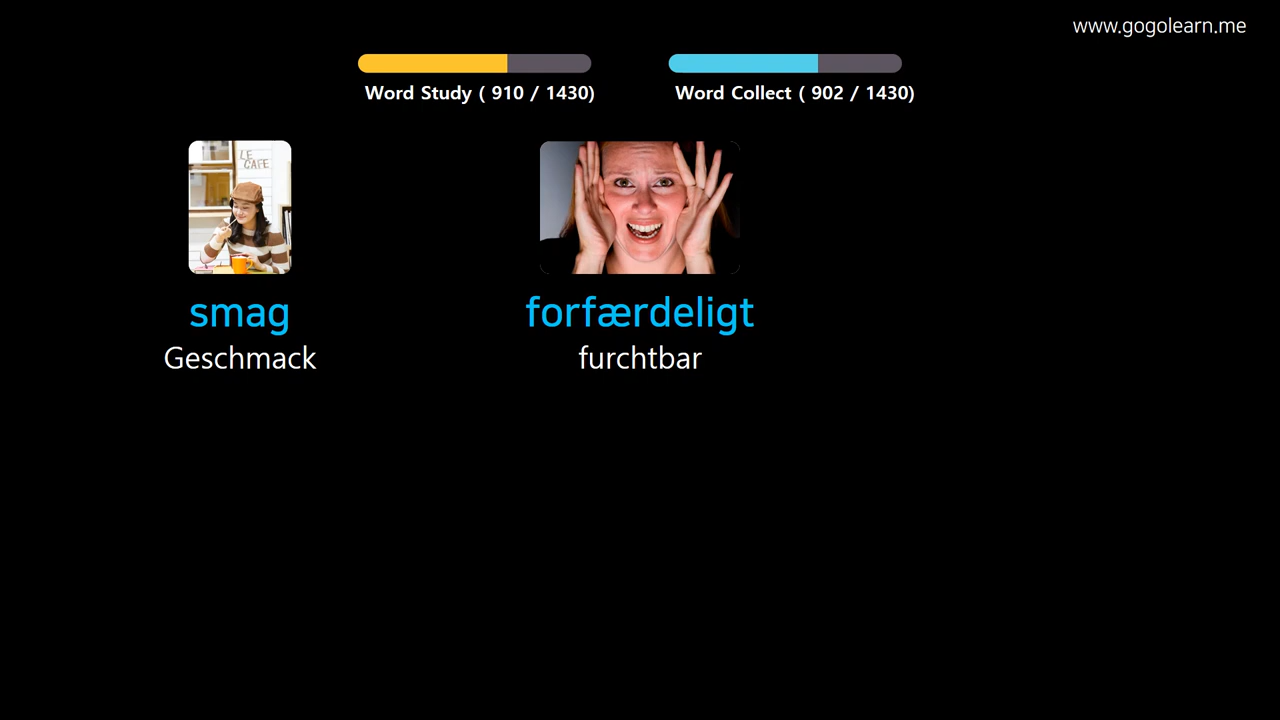 www.gogolearn.me
Word Study ( 910 / 1430)
Word Collect ( 902 / 1430)
LE CAFE
smag
forfærdeligt
Geschmack
furchtbar